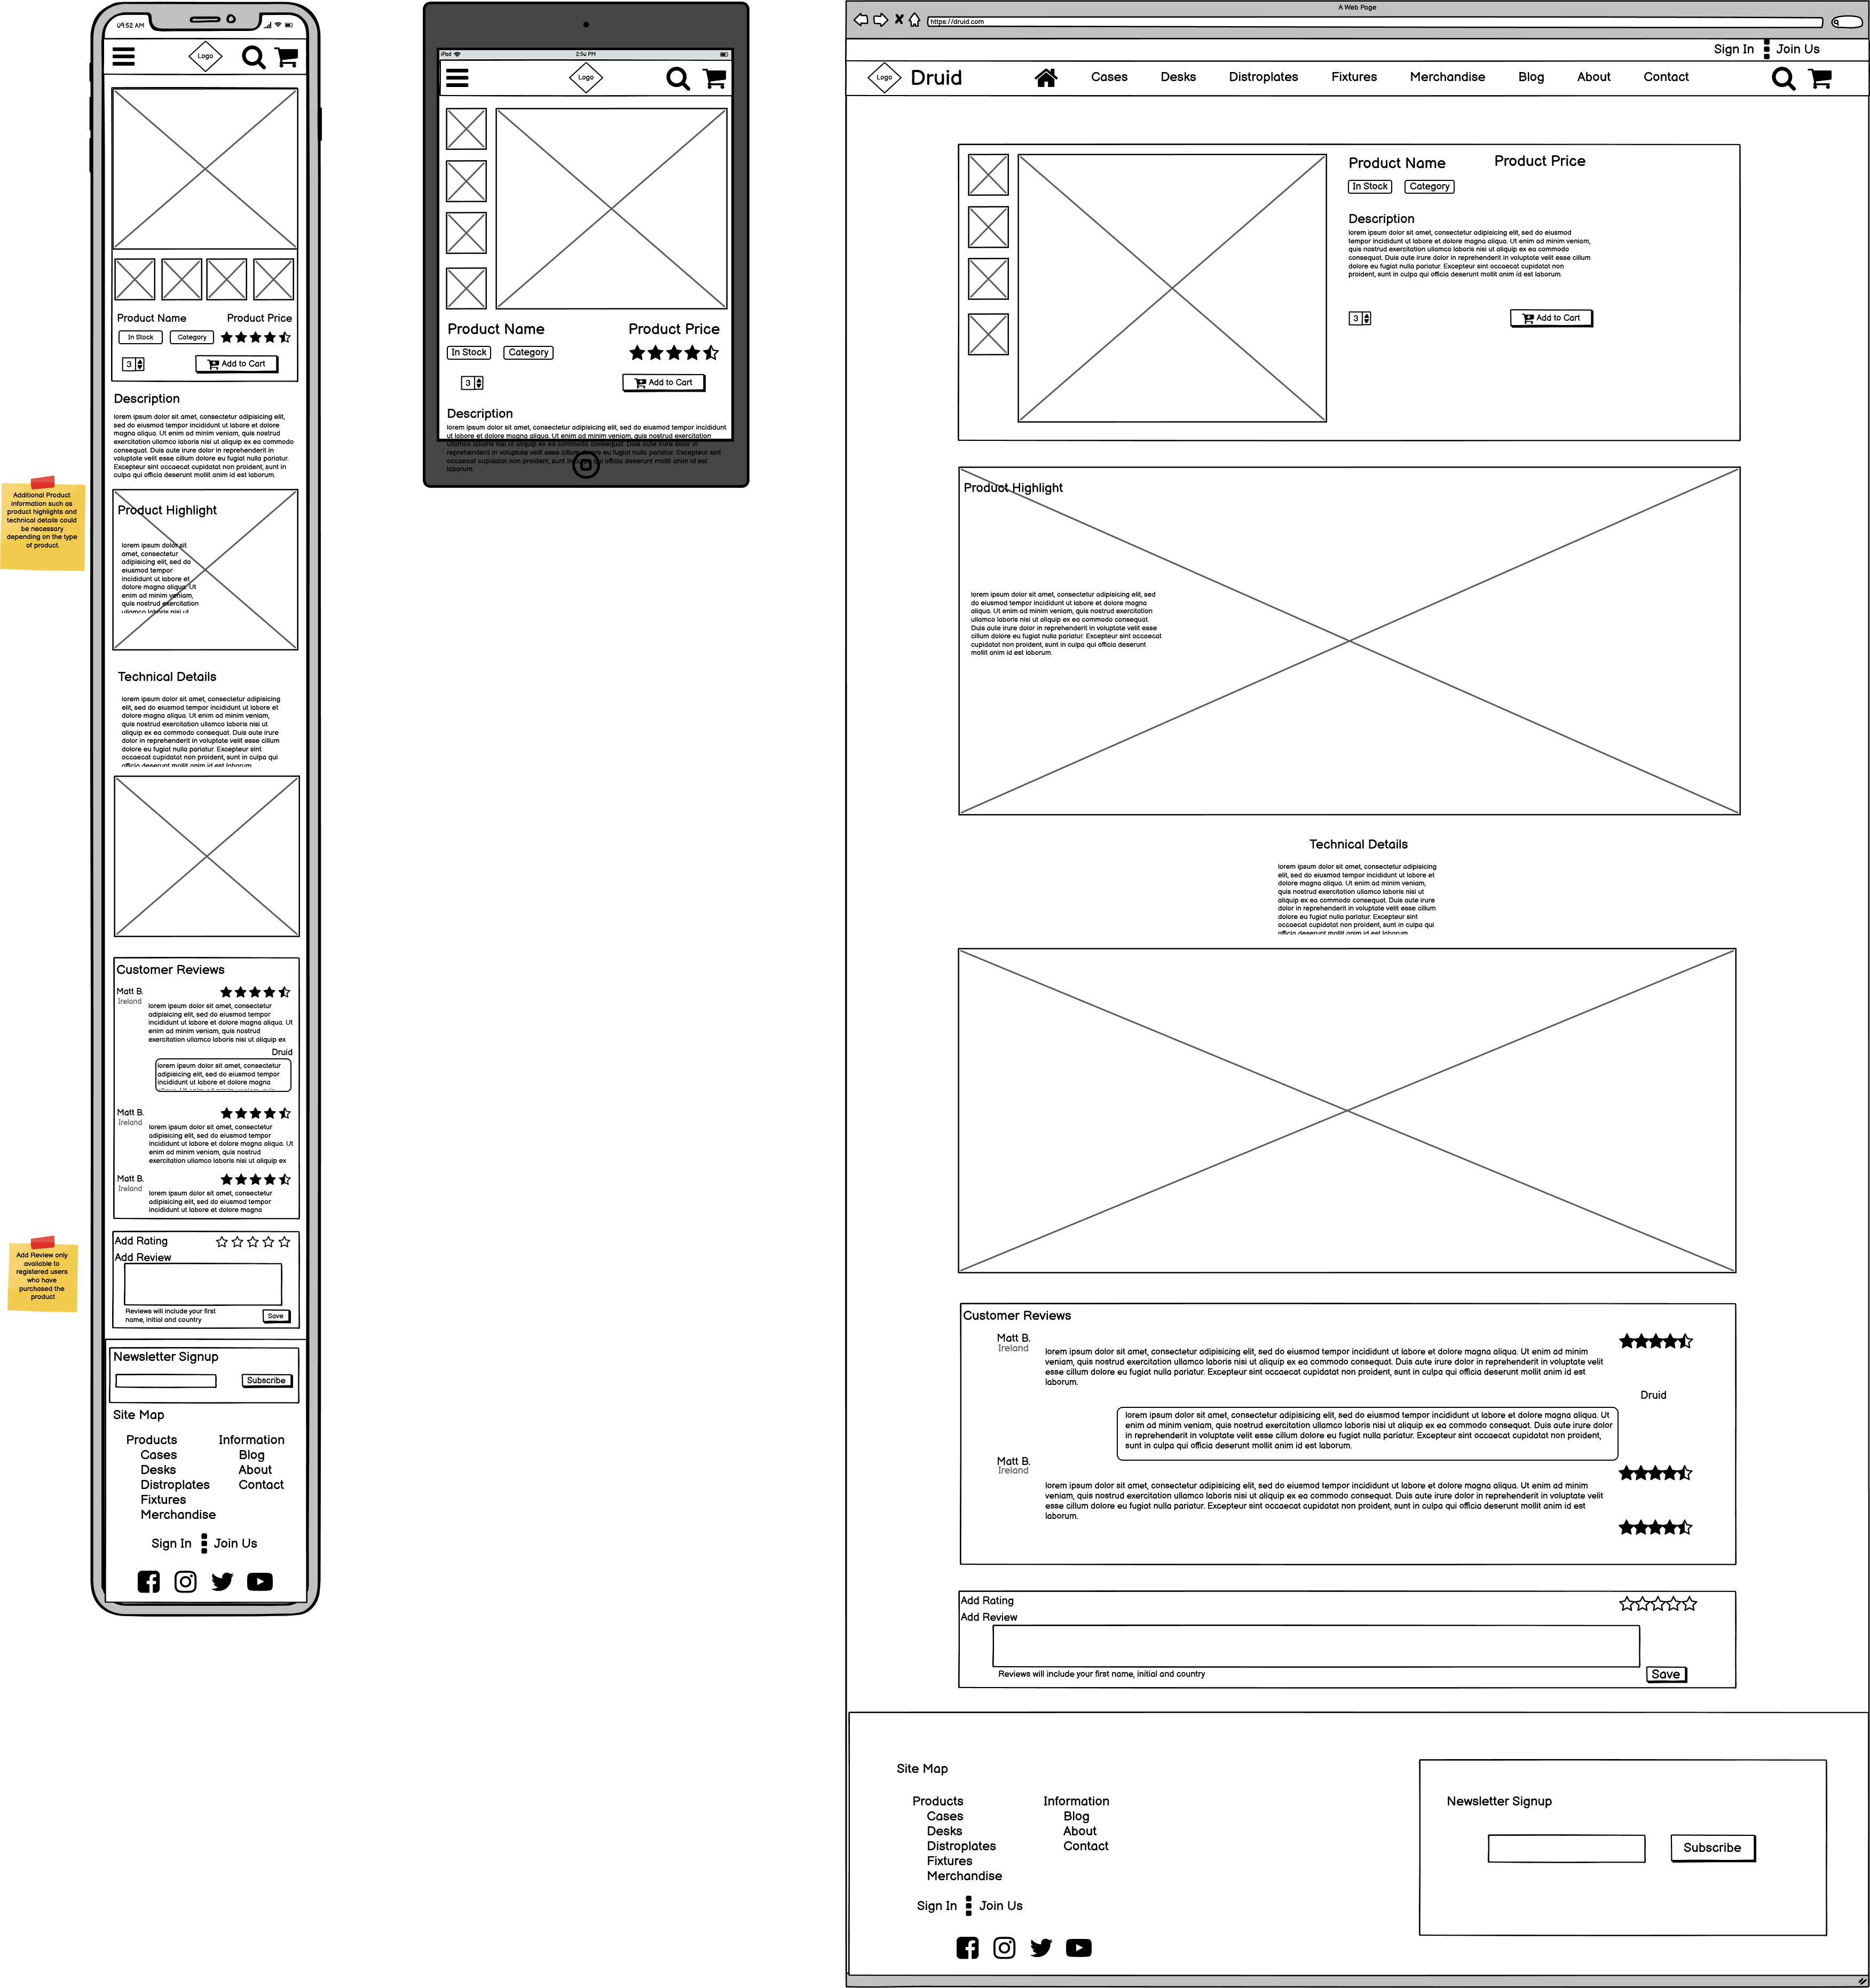 09:52 AM
Logo
Product Name Product Price
In Stock Category
3 Add to Cart
Description
lorem ipsum dolor sit amet, consectetur adipisicing elit,
sed do eiusmod tempor incididunt ut labore et dolore
magna aliqua. Ut enim ad minim veniam, quis nostrud
exercitation ullamco laboris nisi ut aliquip ex ea commodo
consequat. Duis aute irure dolor in reprehenderit in
voluptate velit esse cillum dolore eu fugiat nulla pariatur.
Excepteur sint occaecat cupidatat non proident, sunt in
culpa qui officia deserunt mollit anim id est laborum.
Additional Product
information such as
product highlights and
technical details could
be necessary
depending on the type
of product.
Product Highlight
lorem ipsum dolor sit
amet, consectetur
adipisicing elit, sed do
eiusmod tempor
incididunt ut labore et
dolore magna aliqua. Ut
enim ad minim veniam,
quis nostrud exercitation
ullamco laboris nisi ut
Technical Details
lorem ipsum dolor sit amet, consectetur adipisicing
elit, sed do eiusmod tempor incididunt ut labore et
dolore magna aliqua. Ut enim ad minim veniam,
quis nostrud exercitation ullamco laboris nisi ut
aliquip ex ea commodo consequat. Duis aute irure
dolor in reprehenderit in voluptate velit esse cillum
dolore eu fugiat nulla pariatur. Excepteur sint
occaecat cupidatat non proident, sunt in culpa qui
officia deserunt mollit anim id est laborum.
Customer Reviews
Matt B.
Ireland
lorem ipsum dolor sit amet, consectetur
adipisicing elit, sed do eiusmod tempor
incididunt ut labore et dolore magna aliqua. Ut
enim ad minim veniam, quis nostrud
exercitation ullamco laboris nisi ut aliquip ex
Druid
lorem ipsum dolor sit amet, consectetur
adipisicing elit, sed do eiusmod tempor
incididunt ut labore et dolore magna
Matt B.
Ireland
lorem ipsum dolor sit amet, consectetur
adipisicing elit, sed do eiusmod tempor
incididunt ut labore et dolore magna aliqua. Ut
enim ad minim veniam, quis nostrud
exercitation ullamco laboris nisi ut aliquip ex
Matt B.
Ireland
lorem ipsum dolor sit amet, consectetur
adipisicing elit, sed do eiusmod tempor
incididunt ut labore et dolore magna
Add Review only
available to
registered users
who have
purchased the
product
Add Rating
Add Review
Reviews will include your first
name, initial and country
Save
Newsletter Signup
Subscribe
Site Map
Products Information
Cases Blog
Desks About
Distroplates Contact
Fixtures
Merchandise
Sign In Join Us
iPad 2:50 PM
Logo
Product Name Product Price
In Stock Category
3 Add to Cart
Description
lorem ipsum dolor sit amet, consectetur adipisicing elit, sed do eiusmod tempor incididunt
ut labore et dolore magna aliqua. Ut enim ad minim veniam, quis nostrud exercitation
ullamco laboris nisi ut aliquip ex ea commodo consequat. Duis aute irure dolor in
reprehenderit in voluptate velit esse cillum dolore eu fugiat nulla pariatur. Excepteur sint
occaecat cupidatat non proident, sunt in culpa qui officia deserunt mollit anim id est
laborum.
A Web Page
https://druid.com
Sign In Join Us
Logo Druid Cases Desks Distroplates Fixtures Merchandise Blog About Contact
Product Name Product Price
In Stock Category
Description
lorem ipsum dolor sit amet, consectetur adipisicing elit, sed do eiusmod
tempor incididunt ut labore et dolore magna aliqua. Ut enim ad minim veniam,
quis nostrud exercitation ullamco laboris nisi ut aliquip ex ea commodo
consequat. Duis aute irure dolor in reprehenderit in voluptate velit esse cillum
dolore eu fugiat nulla pariatur. Excepteur sint occaecat cupidatat non
proident, sunt in culpa qui officia deserunt mollit anim id est laborum.
3 Add to Cart
Product Highlight
lorem ipsum dolor sit amet, consectetur adipisicing elit, sed
do eiusmod tempor incididunt ut labore et dolore magna
aliqua. Ut enim ad minim veniam, quis nostrud exercitation
ullamco laboris nisi ut aliquip ex ea commodo consequat.
Duis aute irure dolor in reprehenderit in voluptate velit esse
cillum dolore eu fugiat nulla pariatur. Excepteur sint occaecat
cupidatat non proident, sunt in culpa qui officia deserunt
mollit anim id est laborum.
Technical Details
lorem ipsum dolor sit amet, consectetur adipisicing
elit, sed do eiusmod tempor incididunt ut labore et
dolore magna aliqua. Ut enim ad minim veniam,
quis nostrud exercitation ullamco laboris nisi ut
aliquip ex ea commodo consequat. Duis aute irure
dolor in reprehenderit in voluptate velit esse cillum
dolore eu fugiat nulla pariatur. Excepteur sint
occaecat cupidatat non proident, sunt in culpa qui
officia deserunt mollit anim id est laborum.
Customer Reviews
Matt B.
Ireland
lorem ipsum dolor sit amet, consectetur adipisicing elit, sed do eiusmod tempor incididunt ut labore et dolore magna aliqua. Ut enim ad minim
veniam, quis nostrud exercitation ullamco laboris nisi ut aliquip ex ea commodo consequat. Duis aute irure dolor in reprehenderit in voluptate velit
esse cillum dolore eu fugiat nulla pariatur. Excepteur sint occaecat cupidatat non proident, sunt in culpa qui officia deserunt mollit anim id est
laborum.
Druid
lorem ipsum dolor sit amet, consectetur adipisicing elit, sed do eiusmod tempor incididunt ut labore et dolore magna aliqua. Ut
enim ad minim veniam, quis nostrud exercitation ullamco laboris nisi ut aliquip ex ea commodo consequat. Duis aute irure dolor
in reprehenderit in voluptate velit esse cillum dolore eu fugiat nulla pariatur. Excepteur sint occaecat cupidatat non proident,
sunt in culpa qui officia deserunt mollit anim id est laborum.
Matt B.
Ireland
lorem ipsum dolor sit amet, consectetur adipisicing elit, sed do eiusmod tempor incididunt ut labore et dolore magna aliqua. Ut enim ad minim
veniam, quis nostrud exercitation ullamco laboris nisi ut aliquip ex ea commodo consequat. Duis aute irure dolor in reprehenderit in voluptate velit
esse cillum dolore eu fugiat nulla pariatur. Excepteur sint occaecat cupidatat non proident, sunt in culpa qui officia deserunt mollit anim id est
laborum.
Add Rating
Add Review
Reviews will include your first name, initial and country
Save
Site Map
Products Information
Cases Blog
Desks About
Distroplates Contact
Fixtures
Merchandise
Sign In Join Us
Newsletter Signup
Subscribe